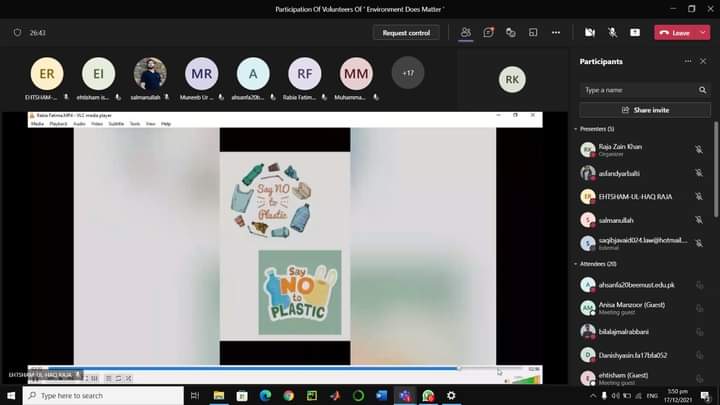 Participation Of Volunteers Of ' Environment Does Matter '
26:43
Request control
Leave
ER
EI
MR
A
RF
MM
+17
RK
EHTSHAM-...
ehtisham is...
salmanullah
Muneeb Ur ...
ahsanfa20b...
Rabia Fatima...
Muhamma...
Rabia Fatima.MP4 - VLC media player
Media Playback Audio Video Subtitle Tools View Help
Say NO
to
Plastic
Say
NO
to
PLASTIC
EHTSHAM-UL-HAQ RAJA
Participants
Type a name
Share invite
Presenters (5)
RK
Raja Zain Khan
Organizer
asfandyarbalti
ER
EHTSHAM-UL-HAQ RAJA
S
salmanullah
S
saqibjavaid024.law@hotmail...
External
Attendees (20)
A
ahsanfa20beemust.edu.pk
AM
Anisa Manzoor (Guest)
Meeting guest
B
bilalajmalrabbani
D
Danishyasin.fa17bla052
E
ehtisham (Guest)
Meeting guest
Type here to search
ENG
5:50 pm
17/12/2021